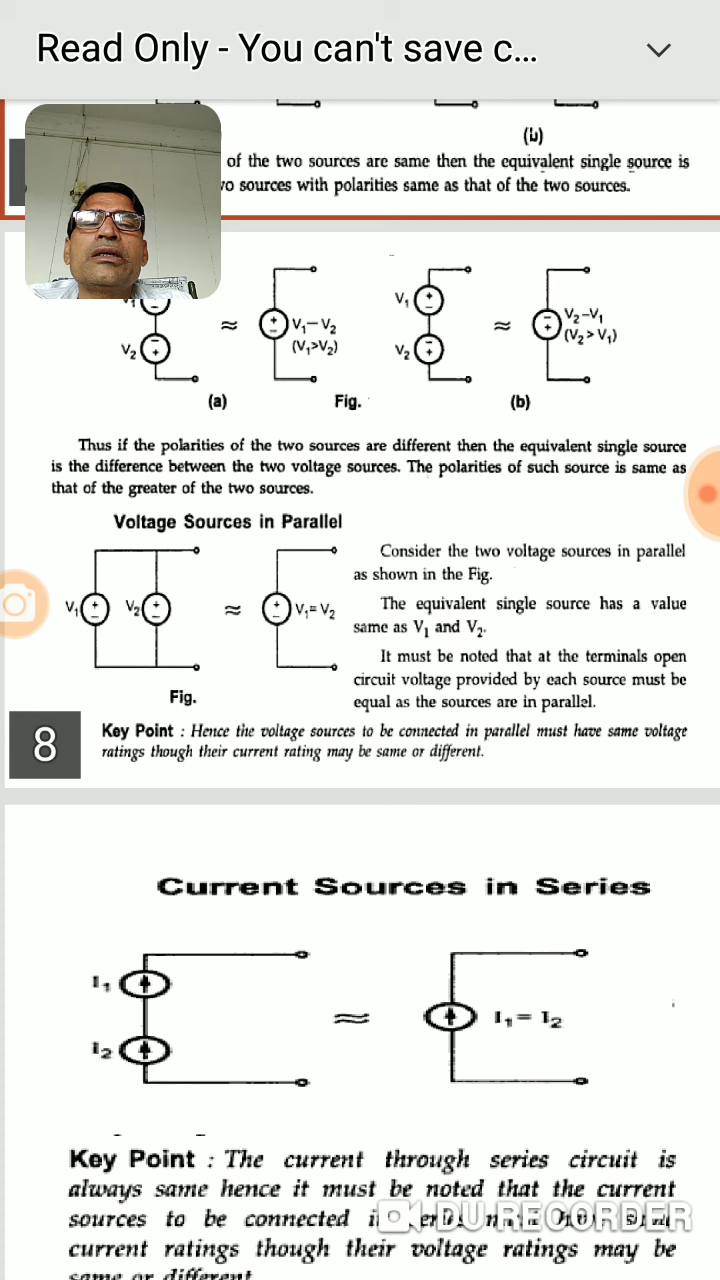 Read Only - You can't save c...
(b)
of the two sources are same then the equivalent single source is
o sources with polarities same as that of the two sources.
V₂
≈
V₁−V₂
(V₁>V₂)
V₁
V₂
≈
V₂−V₁
(V₂ > V₁)
(a)
Fig.
(b)
Thus if the polarities of the two sources are different then the equivalent single source
is the difference between the two voltage sources. The polarities of such source is same as
that of the greater of the two sources.
Voltage Sources in Parallel
V₁
V₂
≈
V₁= V₂
Fig.
Consider the two voltage sources in parallel
as shown in the Fig.
The equivalent single source has a value
same as V₁ and V₂.
It must be noted that at the terminals open
circuit voltage provided by each source must be
equal as the sources are in parallel.
8
Key Point : Hence the voltage sources to be connected in parallel must have same voltage
ratings though their current rating may be same or different.
Current Sources in Series
I₁
I₂
≈
I₁= I₂
Key Point : The current through series circuit is
always same hence it must be noted that the current
sources to be connected
DU RECORDER
current ratings though their voltage ratings may be
same or different